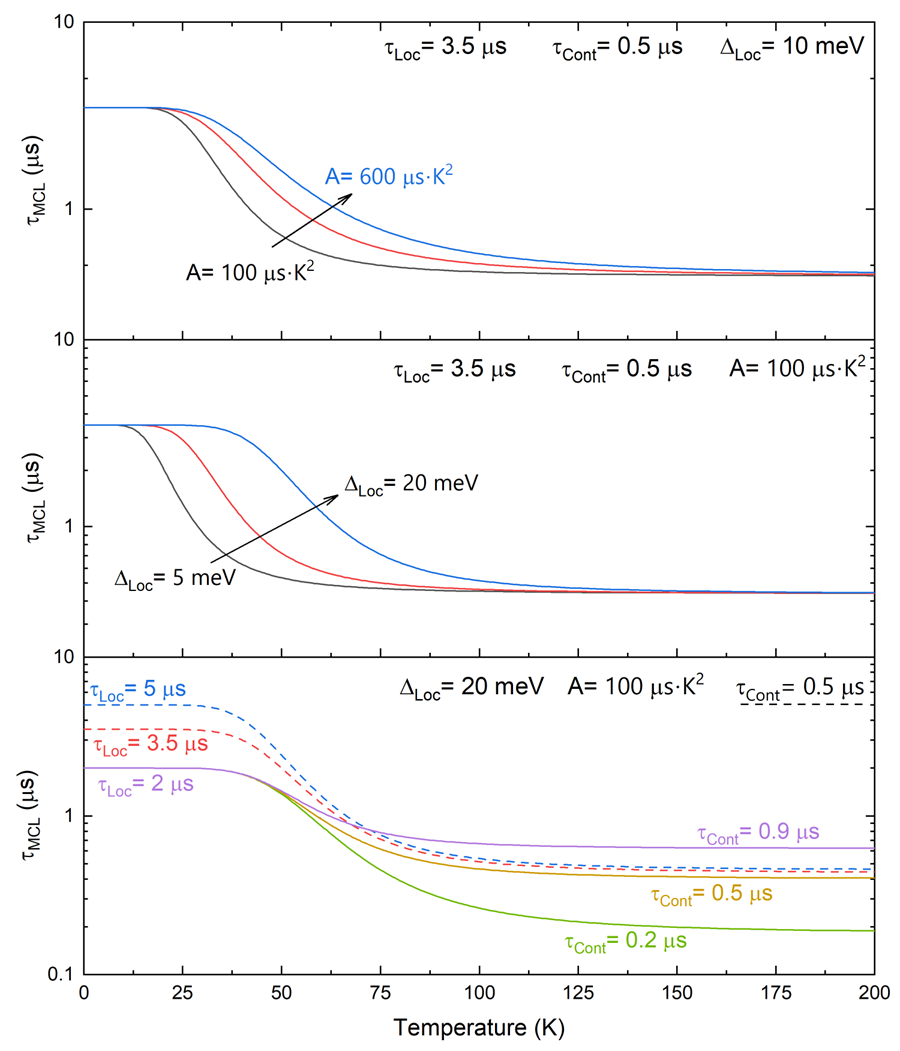 10
τLoc= 3.5 μs τCont= 0.5 μs ΔLoc= 10 meV
τMCL (μs)
A= 600 μs·K²
1
A= 100 μs·K²
10
τLoc= 3.5 μs τCont= 0.5 μs A= 100 μs·K²
τMCL (μs)
ΔLoc= 20 meV
1
ΔLoc= 5 meV
10
τLoc= 5 μs ΔLoc= 20 meV A= 100 μs·K² τCont= 0.5 μs
τLoc= 3.5 μs
τLoc= 2 μs
τMCL (μs)
1
τCont= 0.9 μs
τCont= 0.5 μs
τCont= 0.2 μs
0.1
0 25 50 75 100 125 150 175 200
Temperature (K)